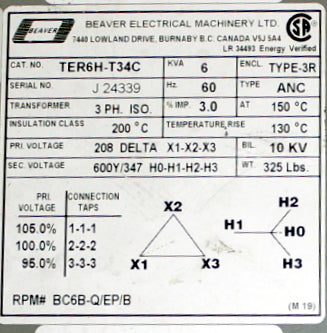 BEAVER BEAVER ELECTRICAL MACHINERY LTD.
7440 LOWLAND DRIVE, BURNABY B.C. CANADA V5J 5A4
LR 34493 Energy Verified
CAT. NO. TER6H-T34C KVA 6 ENCL. TYPE-3R
SERIAL NO. J 24339 Hz. 60 TYPE ANC
TRANSFORMER 3 PH. ISO. % IMP. 3.0 AT 150 °C
INSULATION CLASS 200 °C TEMPERATURE RISE 130 °C
PRI. VOLTAGE 208 DELTA X1-X2-X3 BIL. 10 KV
SEC. VOLTAGE 600Y/347 H0-H1-H2-H3 WT. 325 Lbs.
PRI. VOLTAGE CONNECTION TAPS
105.0% 1-1-1
100.0% 2-2-2
95.0% 3-3-3
X2
X1 X3
H2
H1 H0
H3
RPM# BC6B-Q/EP/B
(M 19)